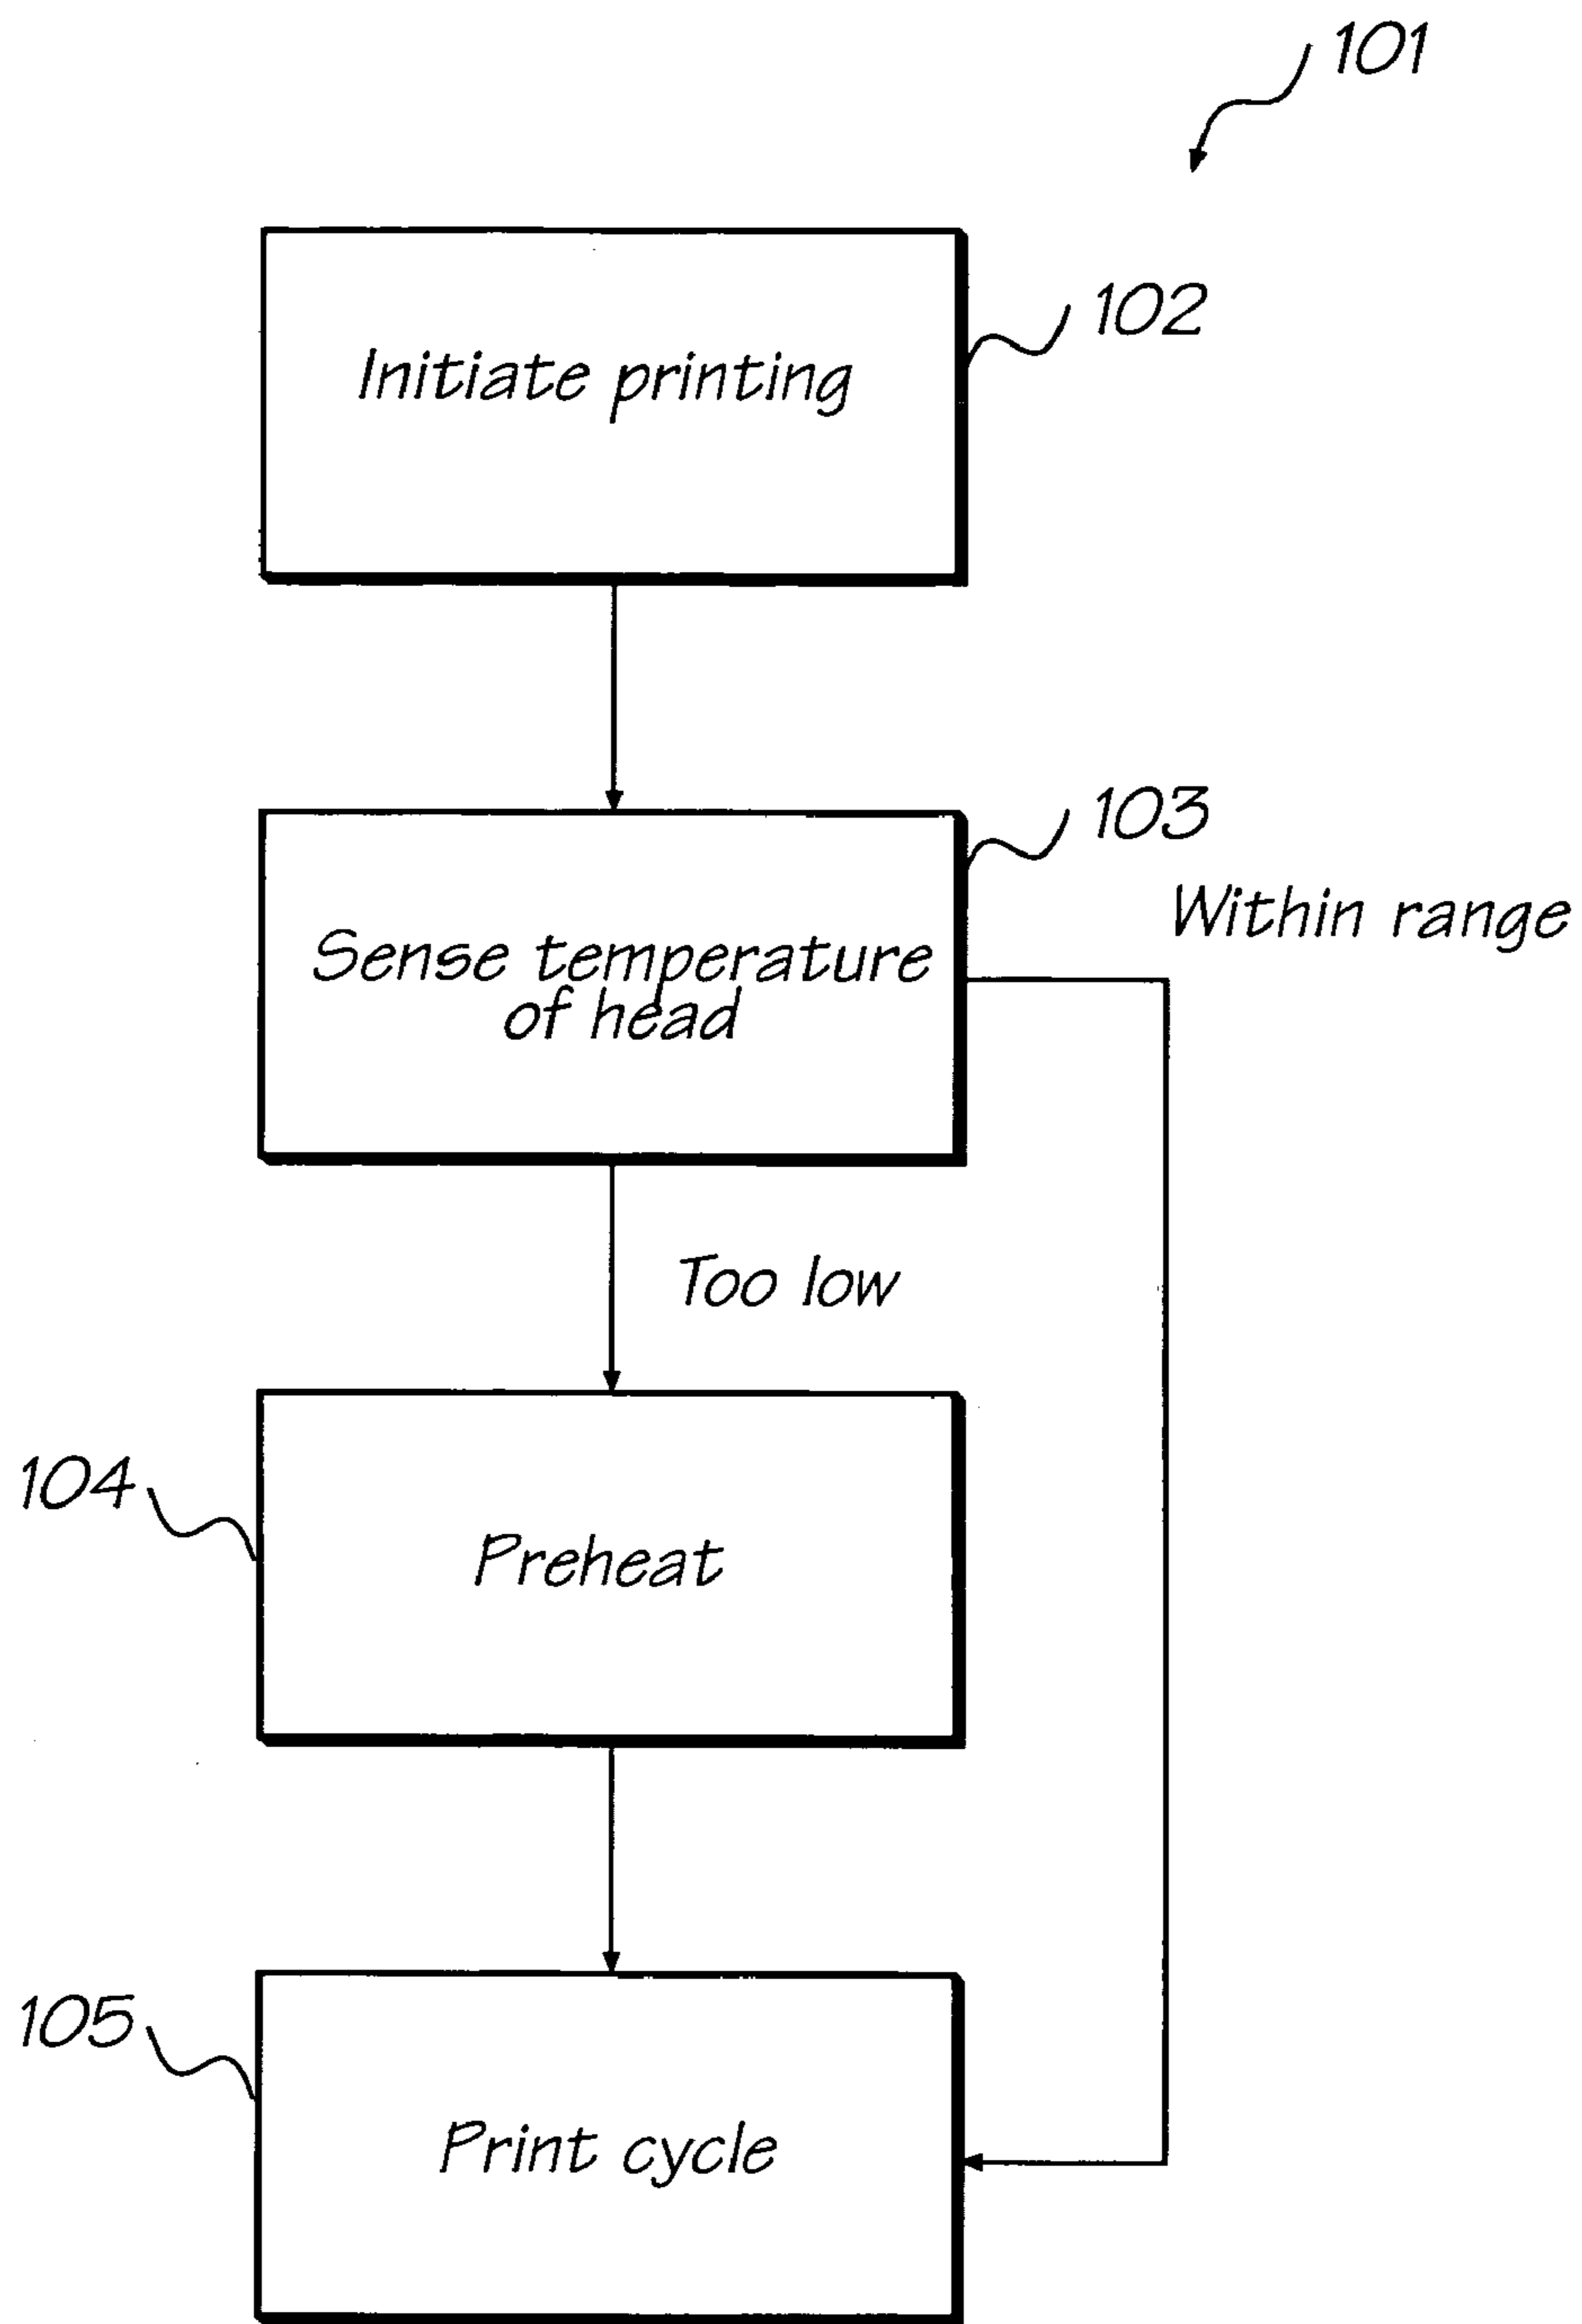 101
Initiate printing
102
103
Within range
Sense temperature
of head
Too low
104
Preheat
105
Print cycle